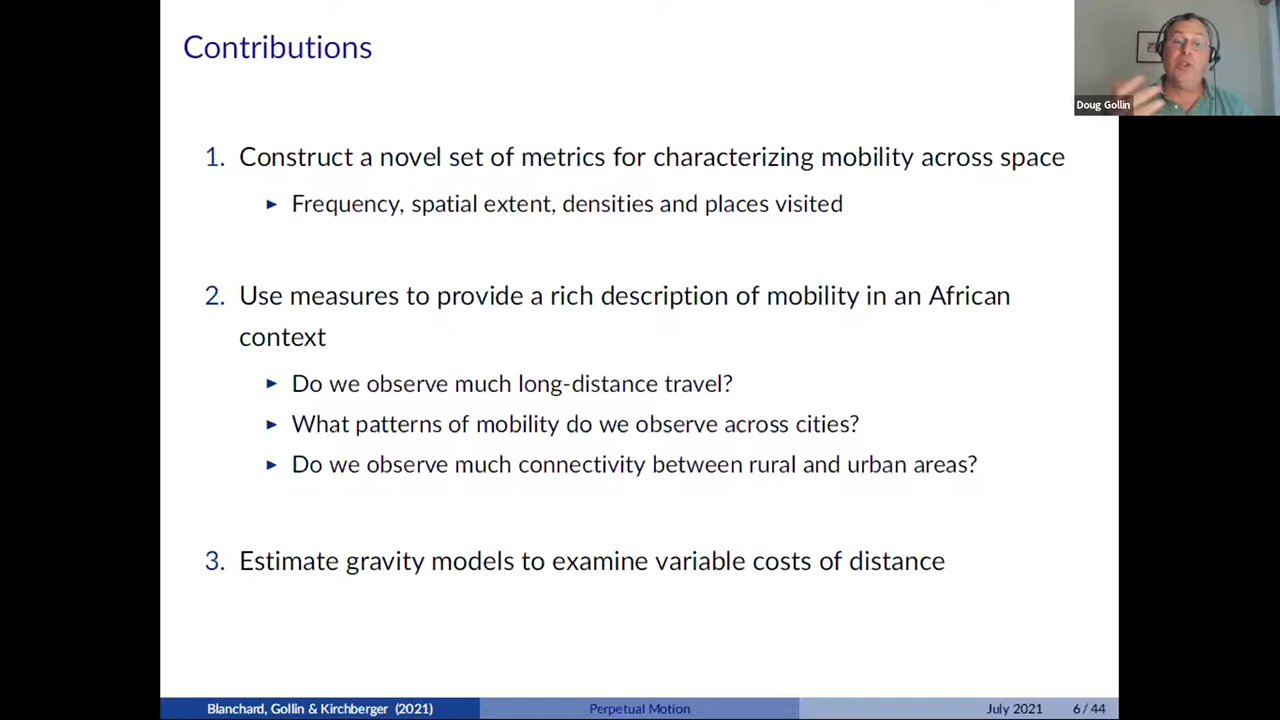 Contributions
Doug Gollin
1. Construct a novel set of metrics for characterizing mobility across space
► Frequency, spatial extent, densities and places visited
2. Use measures to provide a rich description of mobility in an African
context
► Do we observe much long-distance travel?
► What patterns of mobility do we observe across cities?
► Do we observe much connectivity between rural and urban areas?
3. Estimate gravity models to examine variable costs of distance
Blanchard, Gollin & Kirchberger (2021) Perpetual Motion July 2021 6 / 44